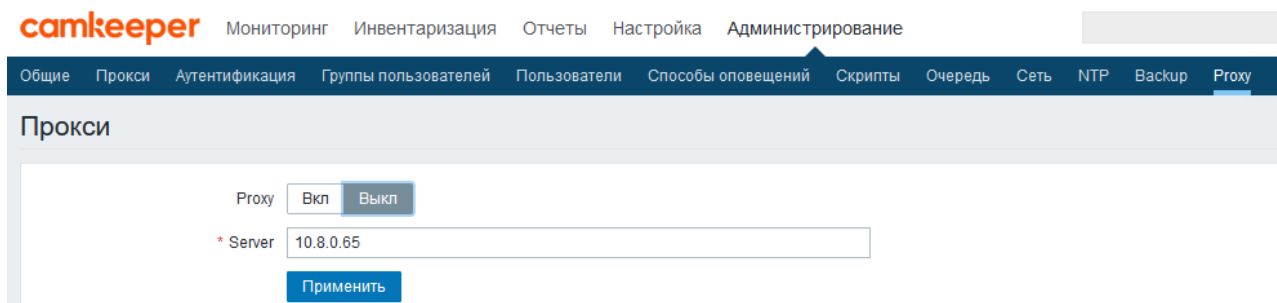 camkeeper Мониторинг Инвентаризация Отчеты Настройка Администрирование
Общие Прокси Аутентификация Группы пользователей Пользователи Способы оповещений Скрипты Очередь Сеть NTP Backup Proxy
Прокси
Proxy Вкл Выкл
* Server 10.8.0.65
Применить